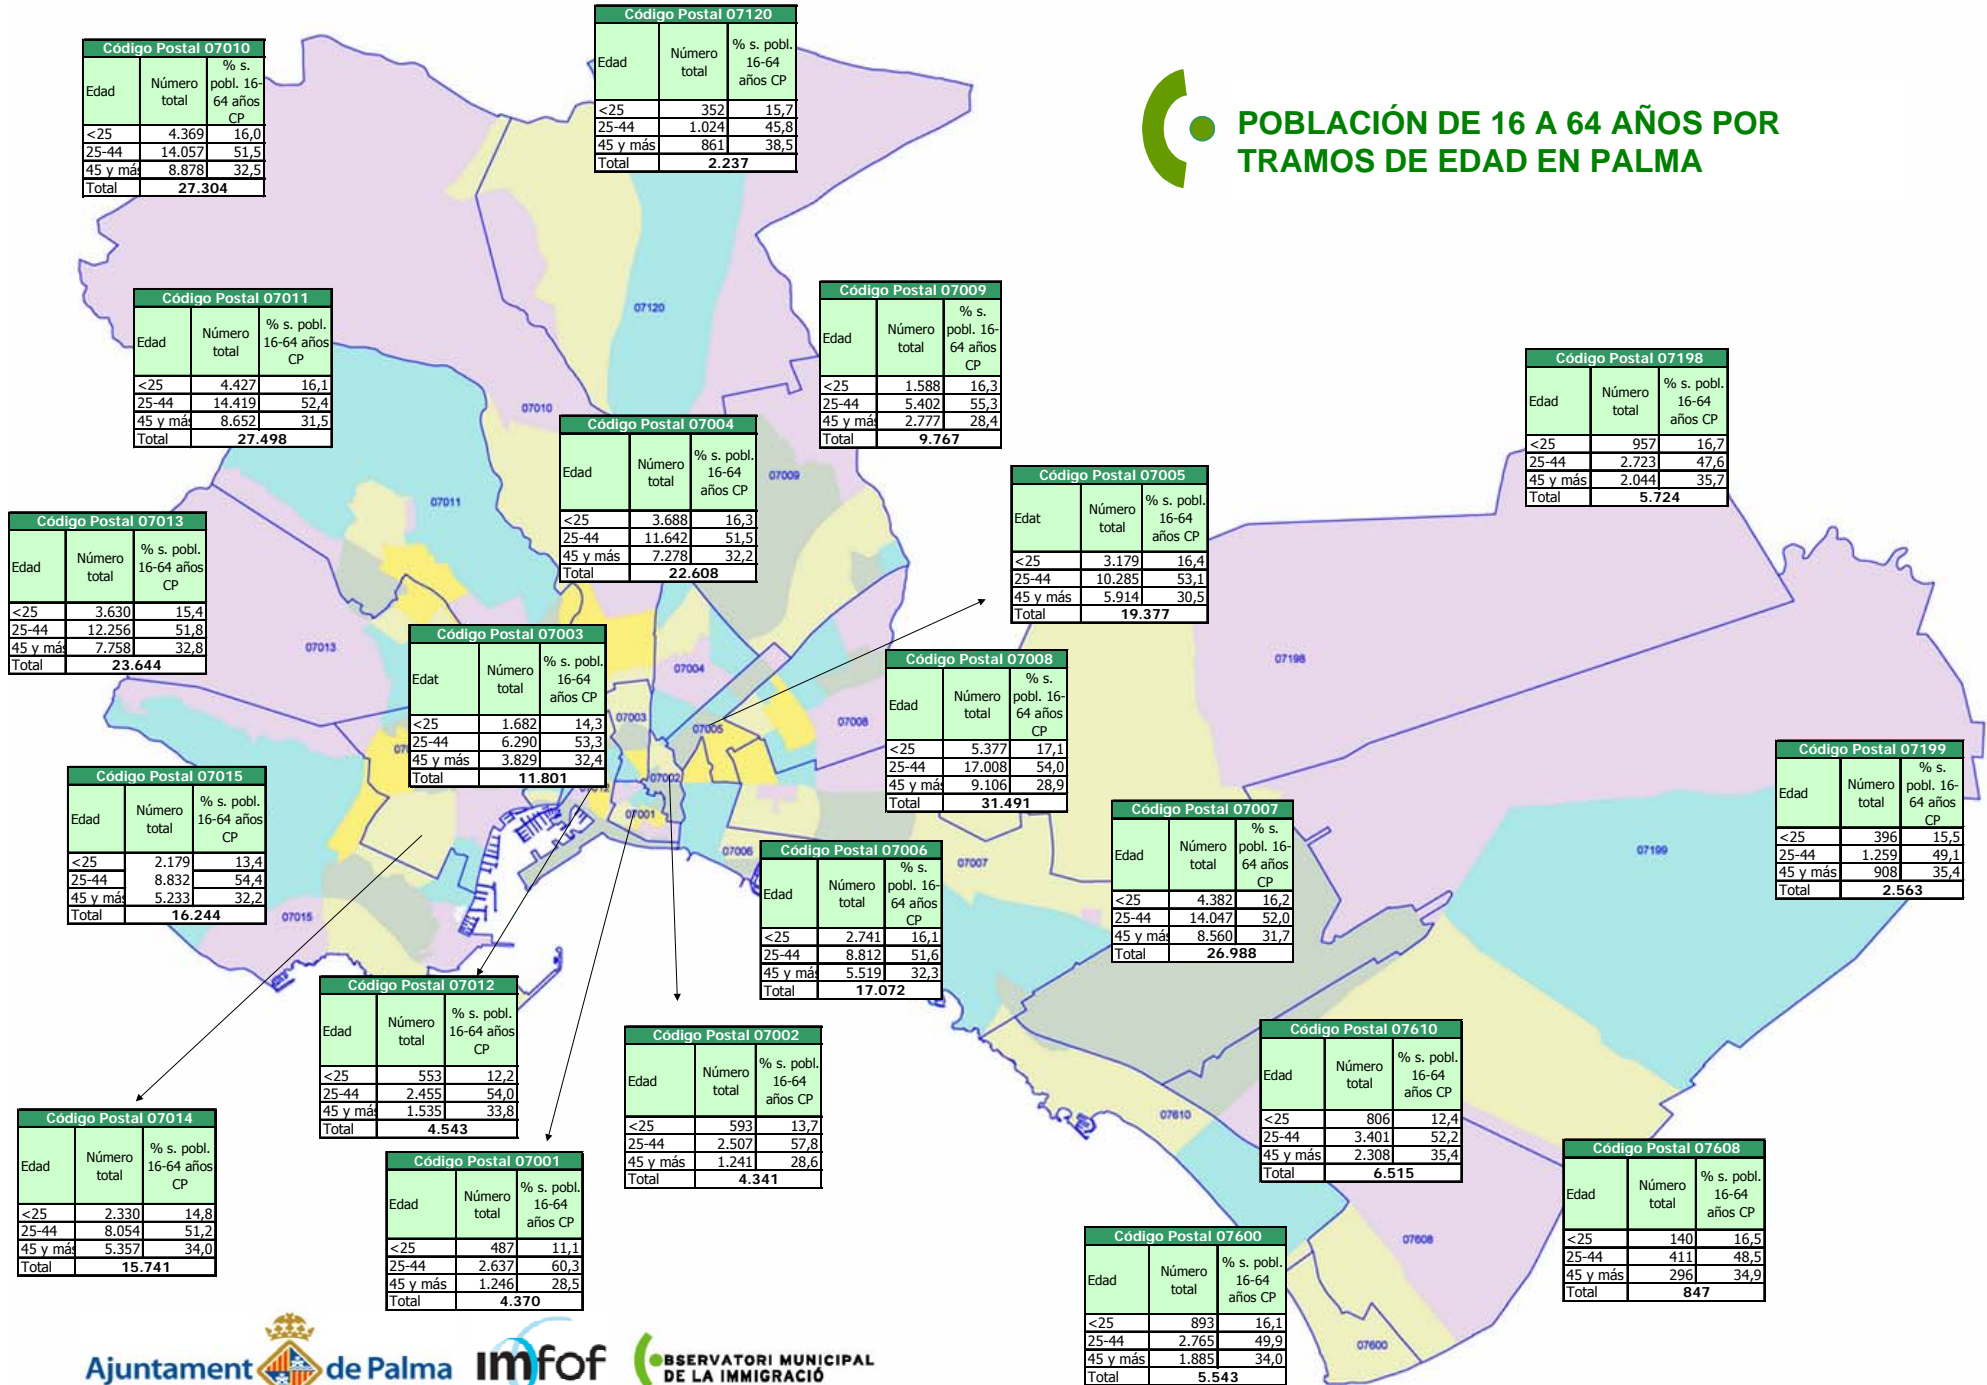 POBLACIÓN DE 16 A 64 AÑOS POR
TRAMOS DE EDAD EN PALMA
Código Postal 07120
Edad Número total % s. pobl. 16-64 años CP
<25 352 15,7
25-44 1.024 45,8
45 y más 861 38,5
Total 2.237
Código Postal 07010
Edad Número total % s. pobl. 16-64 años CP
<25 4.369 16,0
25-44 14.057 51,5
45 y más 8.878 32,5
Total 27.304
Código Postal 07011
Edad Número total % s. pobl. 16-64 años CP
<25 4.427 16,1
25-44 14.419 52,4
45 y más 8.652 31,5
Total 27.498
Código Postal 07009
Edad Número total % s. pobl. 16-64 años CP
<25 1.588 16,3
25-44 5.402 55,3
45 y más 2.777 28,4
Total 9.767
Código Postal 07198
Edad Número total % s. pobl. 16-64 años CP
<25 957 16,7
25-44 2.723 47,6
45 y más 2.044 35,7
Total 5.724
Código Postal 07004
Edad Número total % s. pobl. 16-64 años CP
<25 3.688 16,3
25-44 11.642 51,5
45 y más 7.278 32,2
Total 22.608
Código Postal 07005
Edat Número total % s. pobl. 16-64 años CP
<25 3.179 16,4
25-44 10.285 53,1
45 y más 5.914 30,5
Total 19.377
Código Postal 07013
Edad Número total % s. pobl. 16-64 años CP
<25 3.630 15,4
25-44 12.256 51,8
45 y más 7.758 32,8
Total 23.644
Código Postal 07003
Edat Número total % s. pobl. 16-64 años CP
<25 1.682 14,3
25-44 6.290 53,3
45 y más 3.829 32,4
Total 11.801
Código Postal 07008
Edad Número total % s. pobl. 16-64 años CP
<25 5.377 17,1
25-44 17.008 54,0
45 y más 9.106 28,9
Total 31.491
Código Postal 07199
Edad Número total % s. pobl. 16-64 años CP
<25 396 15,5
25-44 1.259 49,1
45 y más 908 35,4
Total 2.563
Código Postal 07015
Edad Número total % s. pobl. 16-64 años CP
<25 2.179 13,4
25-44 8.832 54,4
45 y más 5.233 32,2
Total 16.244
Código Postal 07007
Edad Número total % s. pobl. 16-64 años CP
<25 4.382 16,2
25-44 14.047 52,0
45 y más 8.560 31,7
Total 26.988
Código Postal 07006
Edad Número total % s. pobl. 16-64 años CP
<25 2.741 16,1
25-44 8.812 51,6
45 y más 5.519 32,3
Total 17.072
Código Postal 07012
Edad Número total % s. pobl. 16-64 años CP
<25 553 12,2
25-44 2.455 54,0
45 y más 1.535 33,8
Total 4.543
Código Postal 07002
Edad Número total % s. pobl. 16-64 años CP
<25 593 13,7
25-44 2.507 57,8
45 y más 1.241 28,6
Total 4.341
Código Postal 07610
Edad Número total % s. pobl. 16-64 años CP
<25 806 12,4
25-44 3.401 52,2
45 y más 2.308 35,4
Total 6.515
Código Postal 07014
Edad Número total % s. pobl. 16-64 años CP
<25 2.330 14,8
25-44 8.054 51,2
45 y más 5.357 34,0
Total 15.741
Código Postal 07001
Edad Número total % s. pobl. 16-64 años CP
<25 487 11,1
25-44 2.637 60,3
45 y más 1.246 28,5
Total 4.370
Código Postal 07608
Edad Número total % s. pobl. 16-64 años CP
<25 140 16,5
25-44 411 48,5
45 y más 296 34,9
Total 847
Código Postal 07600
Edad Número total % s. pobl. 16-64 años CP
<25 893 16,1
25-44 2.765 49,9
45 y más 1.885 34,0
Total 5.543
07120
07010
07009
07011
07013
07004
07198
07003
07005
07008
07002
07001
07006
07007
07199
07015
07610
07608
07600
Ajuntament de Palma
imfof
OBSERVATORI MUNICIPAL
DE LA IMMIGRACIÓ